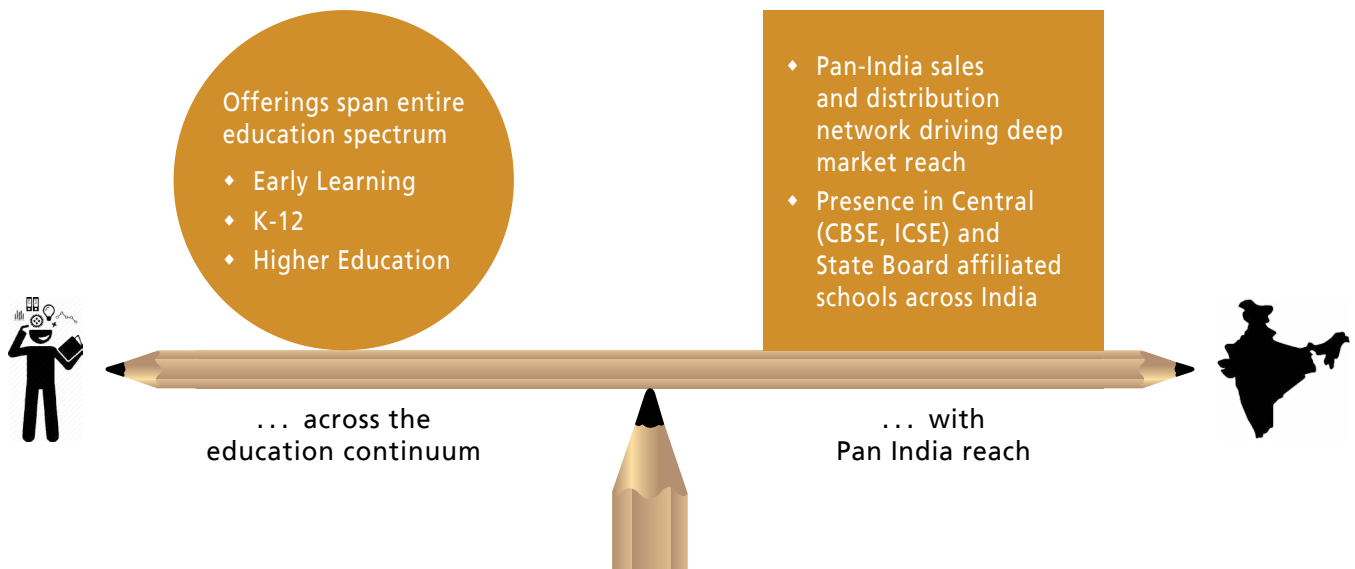 Offerings span entire
education spectrum
◆ Early Learning
◆ K-12
◆ Higher Education
◆ Pan-India sales
and distribution
network driving deep
market reach
◆ Presence in Central
(CBSE, ICSE) and
State Board affiliated
schools across India
... across the
education continuum
... with
Pan India reach